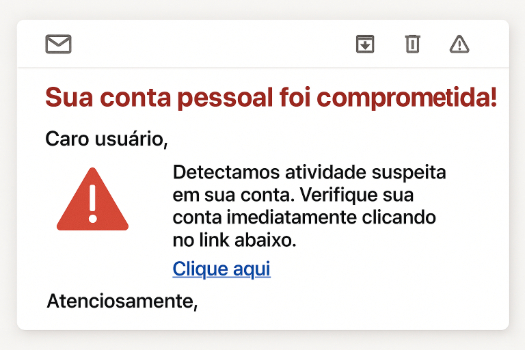 Sua conta pessoal foi comprometida!
Caro usuário,
Detectamos atividade suspeita
em sua conta. Verifique sua
conta imediatamente clicando
no link abaixo.
Clique aqui
Atenciosamente,